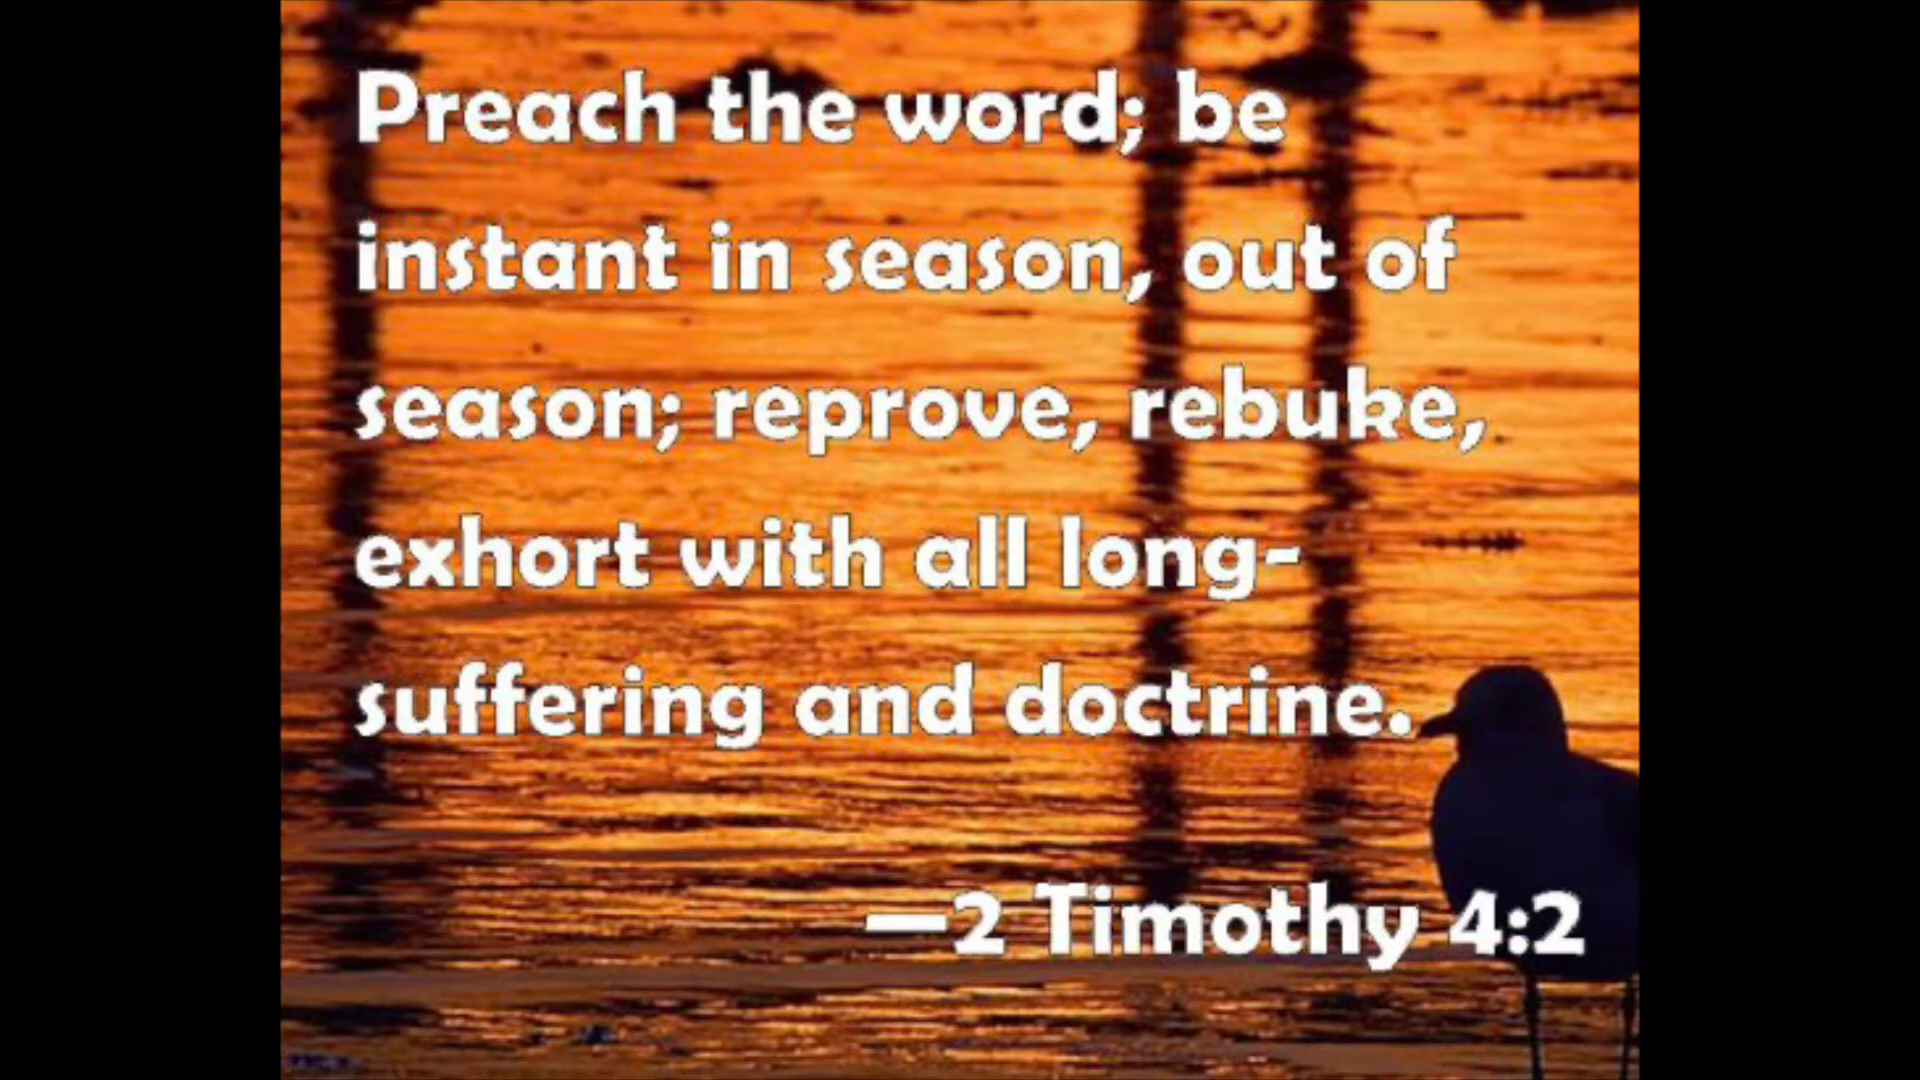 Preach the word; be
instant in season, out of
season; reprove, rebuke,
exhort with all long-
suffering and doctrine.
—2 Timothy 4:2